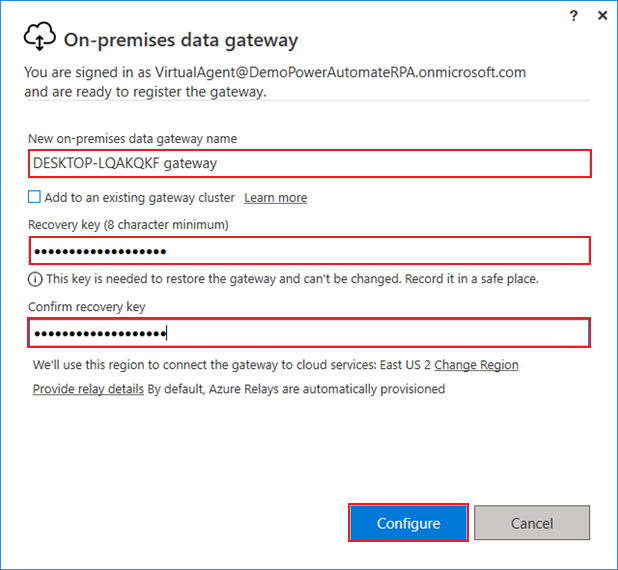 ? ×
On-premises data gateway
You are signed in as VirtualAgent@DemoPowerAutomateRPA.onmicrosoft.com
and are ready to register the gateway.
New on-premises data gateway name
DESKTOP-LQAKQKF gateway
Add to an existing gateway cluster Learn more
Recovery key (8 character minimum)
●●●●●●●●●●●●●●●●●●●
This key is needed to restore the gateway and can't be changed. Record it in a safe place.
Confirm recovery key
●●●●●●●●●●●●●●●●●●●
We'll use this region to connect the gateway to cloud services: East US 2 Change Region
Provide relay details By default, Azure Relays are automatically provisioned
Configure Cancel